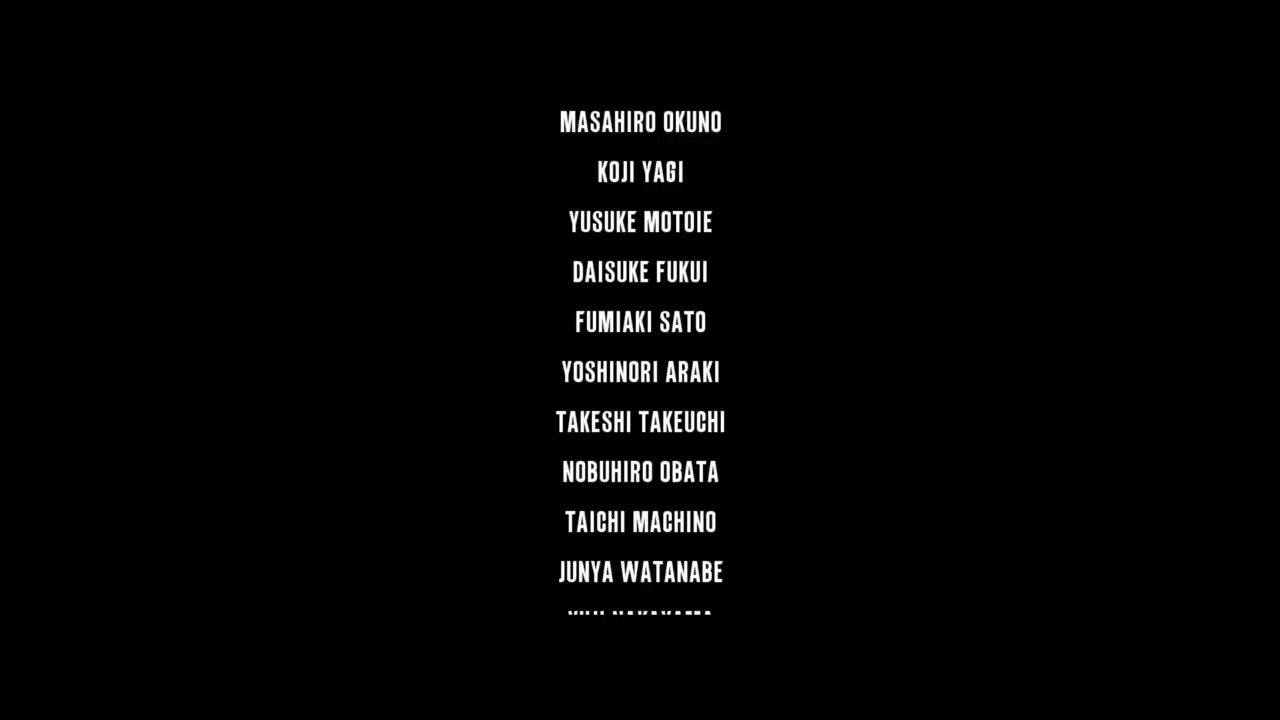 MASAHIRO OKUNO
KOJI YAGI
YUSUKE MOTOIE
DAISUKE FUKUI
FUMIAKI SATO
YOSHINORI ARAKI
TAKESHI TAKEUCHI
NOBUHIRO OBATA
TAICHI MACHINO
JUNYA WATANABE